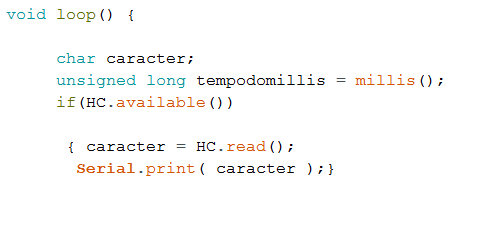 void loop() {
char caracter;
unsigned long tempodomillis = millis();
if(HC.available())
{ caracter = HC.read();
Serial.print( caracter );}